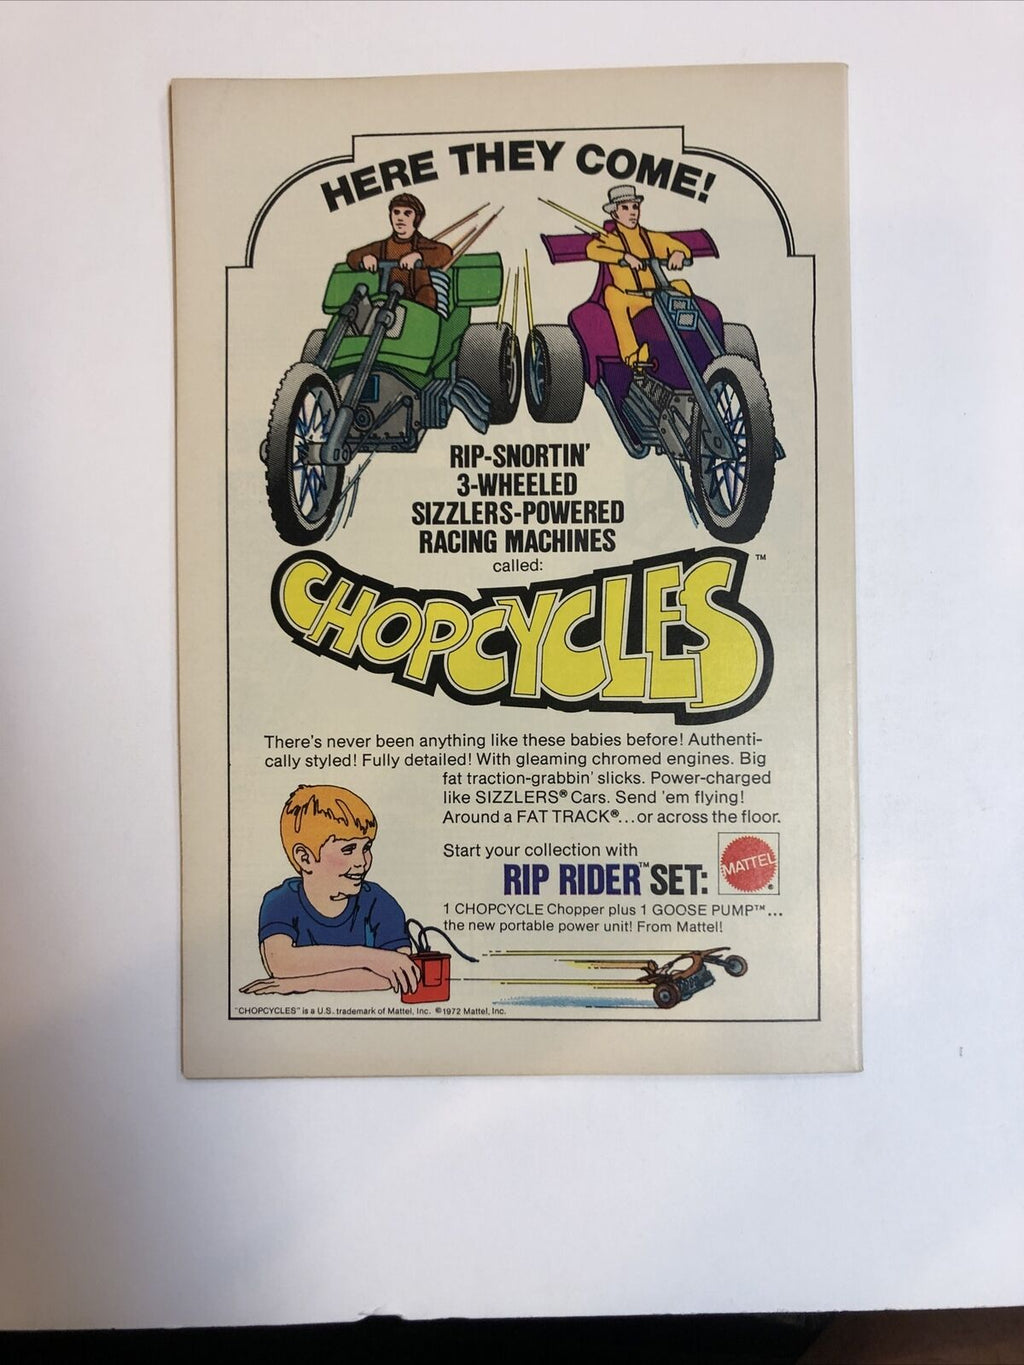 HERE THEY COME!
RIP-SNORTIN'
3-WHEELED
SIZZLERS-POWERED
RACING MACHINES
called:
CHOPCYCLES™
There's never been anything like these babies before! Authenti-
cally styled! Fully detailed! With gleaming chromed engines. Big
fat traction-grabbin' slicks. Power-charged
like SIZZLERS® Cars. Send 'em flying!
Around a FAT TRACK®...or across the floor.
Start your collection with
RIP RIDER™ SET:
MATTEL®
1 CHOPCYCLE Chopper plus 1 GOOSE PUMP™...
the new portable power unit! From Mattel!
"CHOPCYCLES" is a U.S. trademark of Mattel, Inc. ©1972 Mattel, Inc.